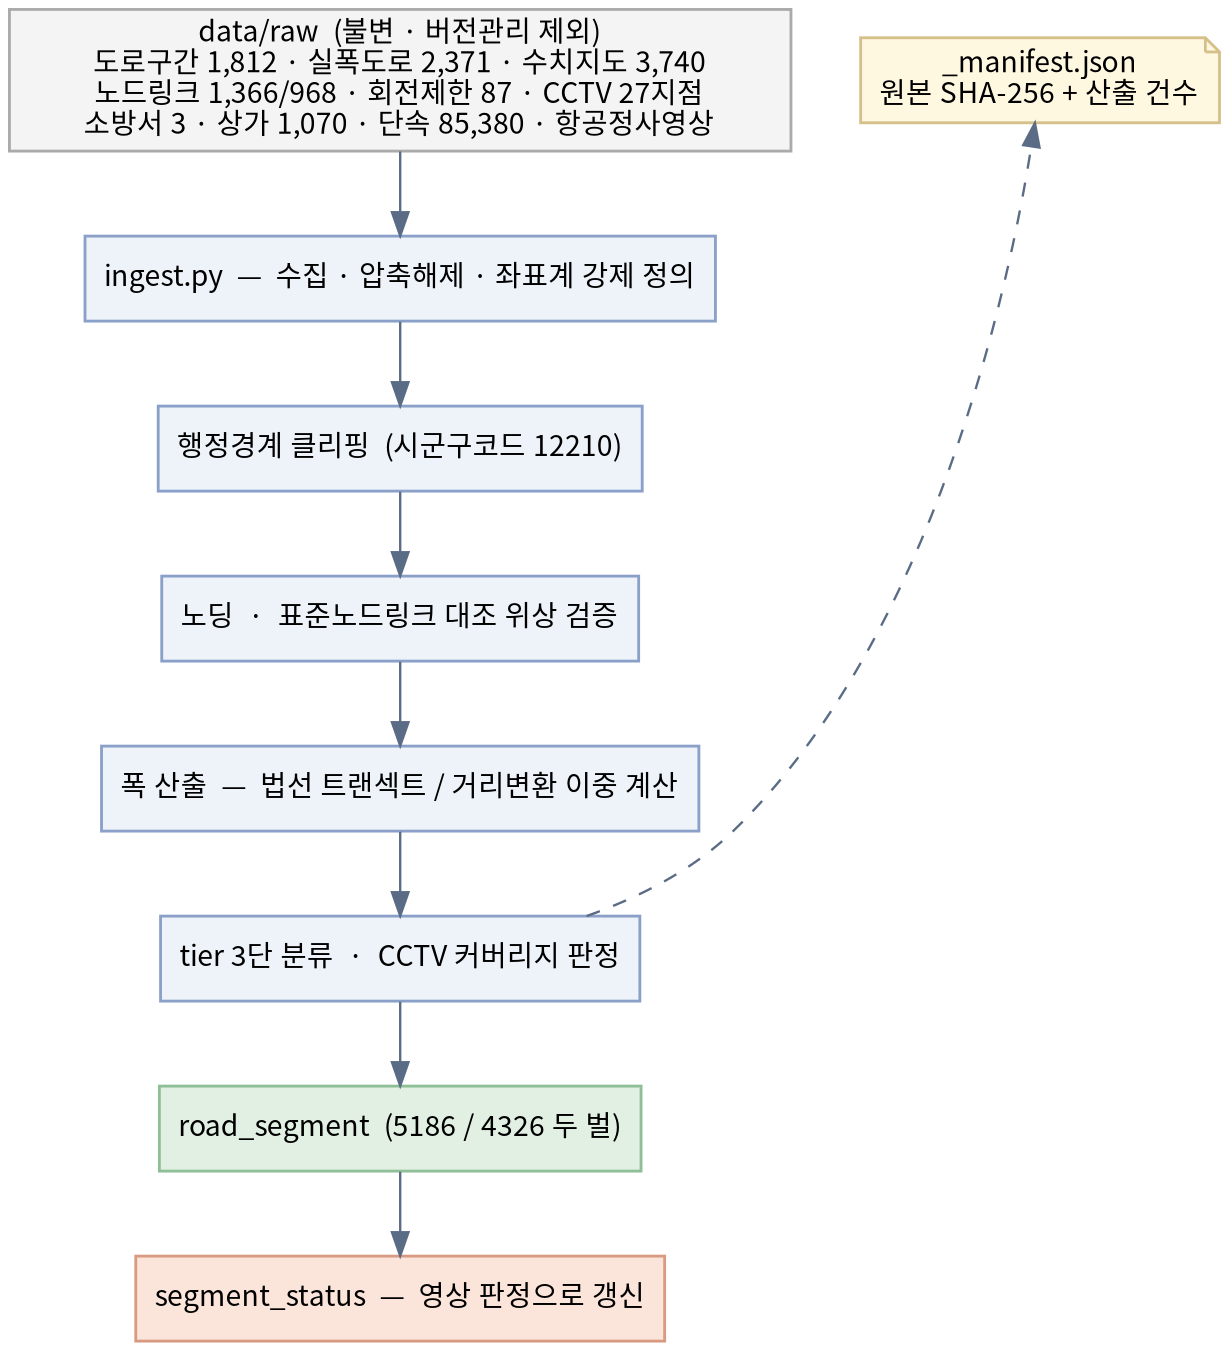 data/raw (불변 · 버전관리 제외)
도로구간 1,812 · 실폭도로 2,371 · 수치지도 3,740
노드링크 1,366/968 · 회전제한 87 · CCTV 27지점
소방서 3 · 상가 1,070 · 단속 85,380 · 항공정사영상
_manifest.json
원본 SHA-256 + 산출 건수
ingest.py — 수집 · 압축해제 · 좌표계 강제 정의
행정경계 클리핑 (시군구코드 12210)
노딩 · 표준노드링크 대조 위상 검증
폭 산출 — 법선 트랜섹트 / 거리변환 이중 계산
tier 3단 분류 · CCTV 커버리지 판정
road_segment (5186 / 4326 두 벌)
segment_status — 영상 판정으로 갱신